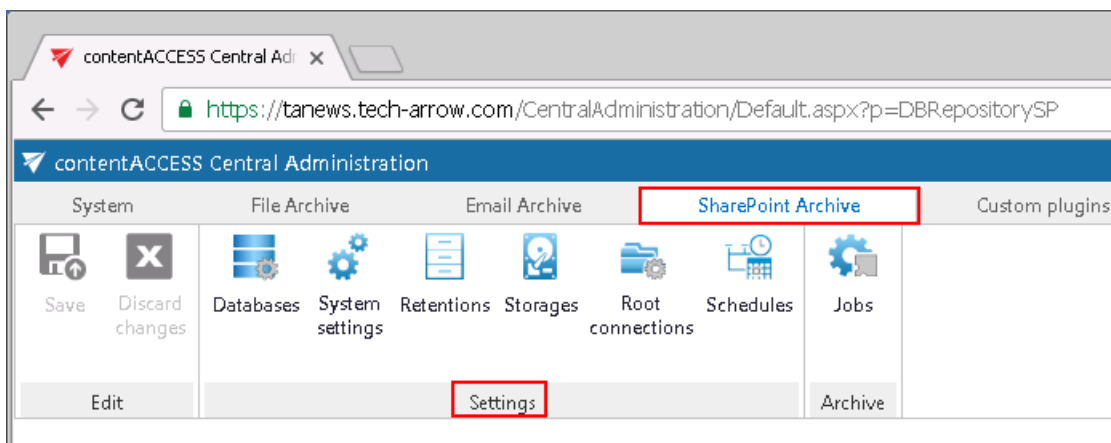 contentACCESS Central Adr
https://tanews.tech-arrow.com/CentralAdministration/Default.aspx?p=DBRepositorySP
contentACCESS Central Administration
System File Archive Email Archive SharePoint Archive Custom plugins
Save Discard changes Databases System settings Retentions Storages Root connections Schedules Jobs
Edit Settings Archive